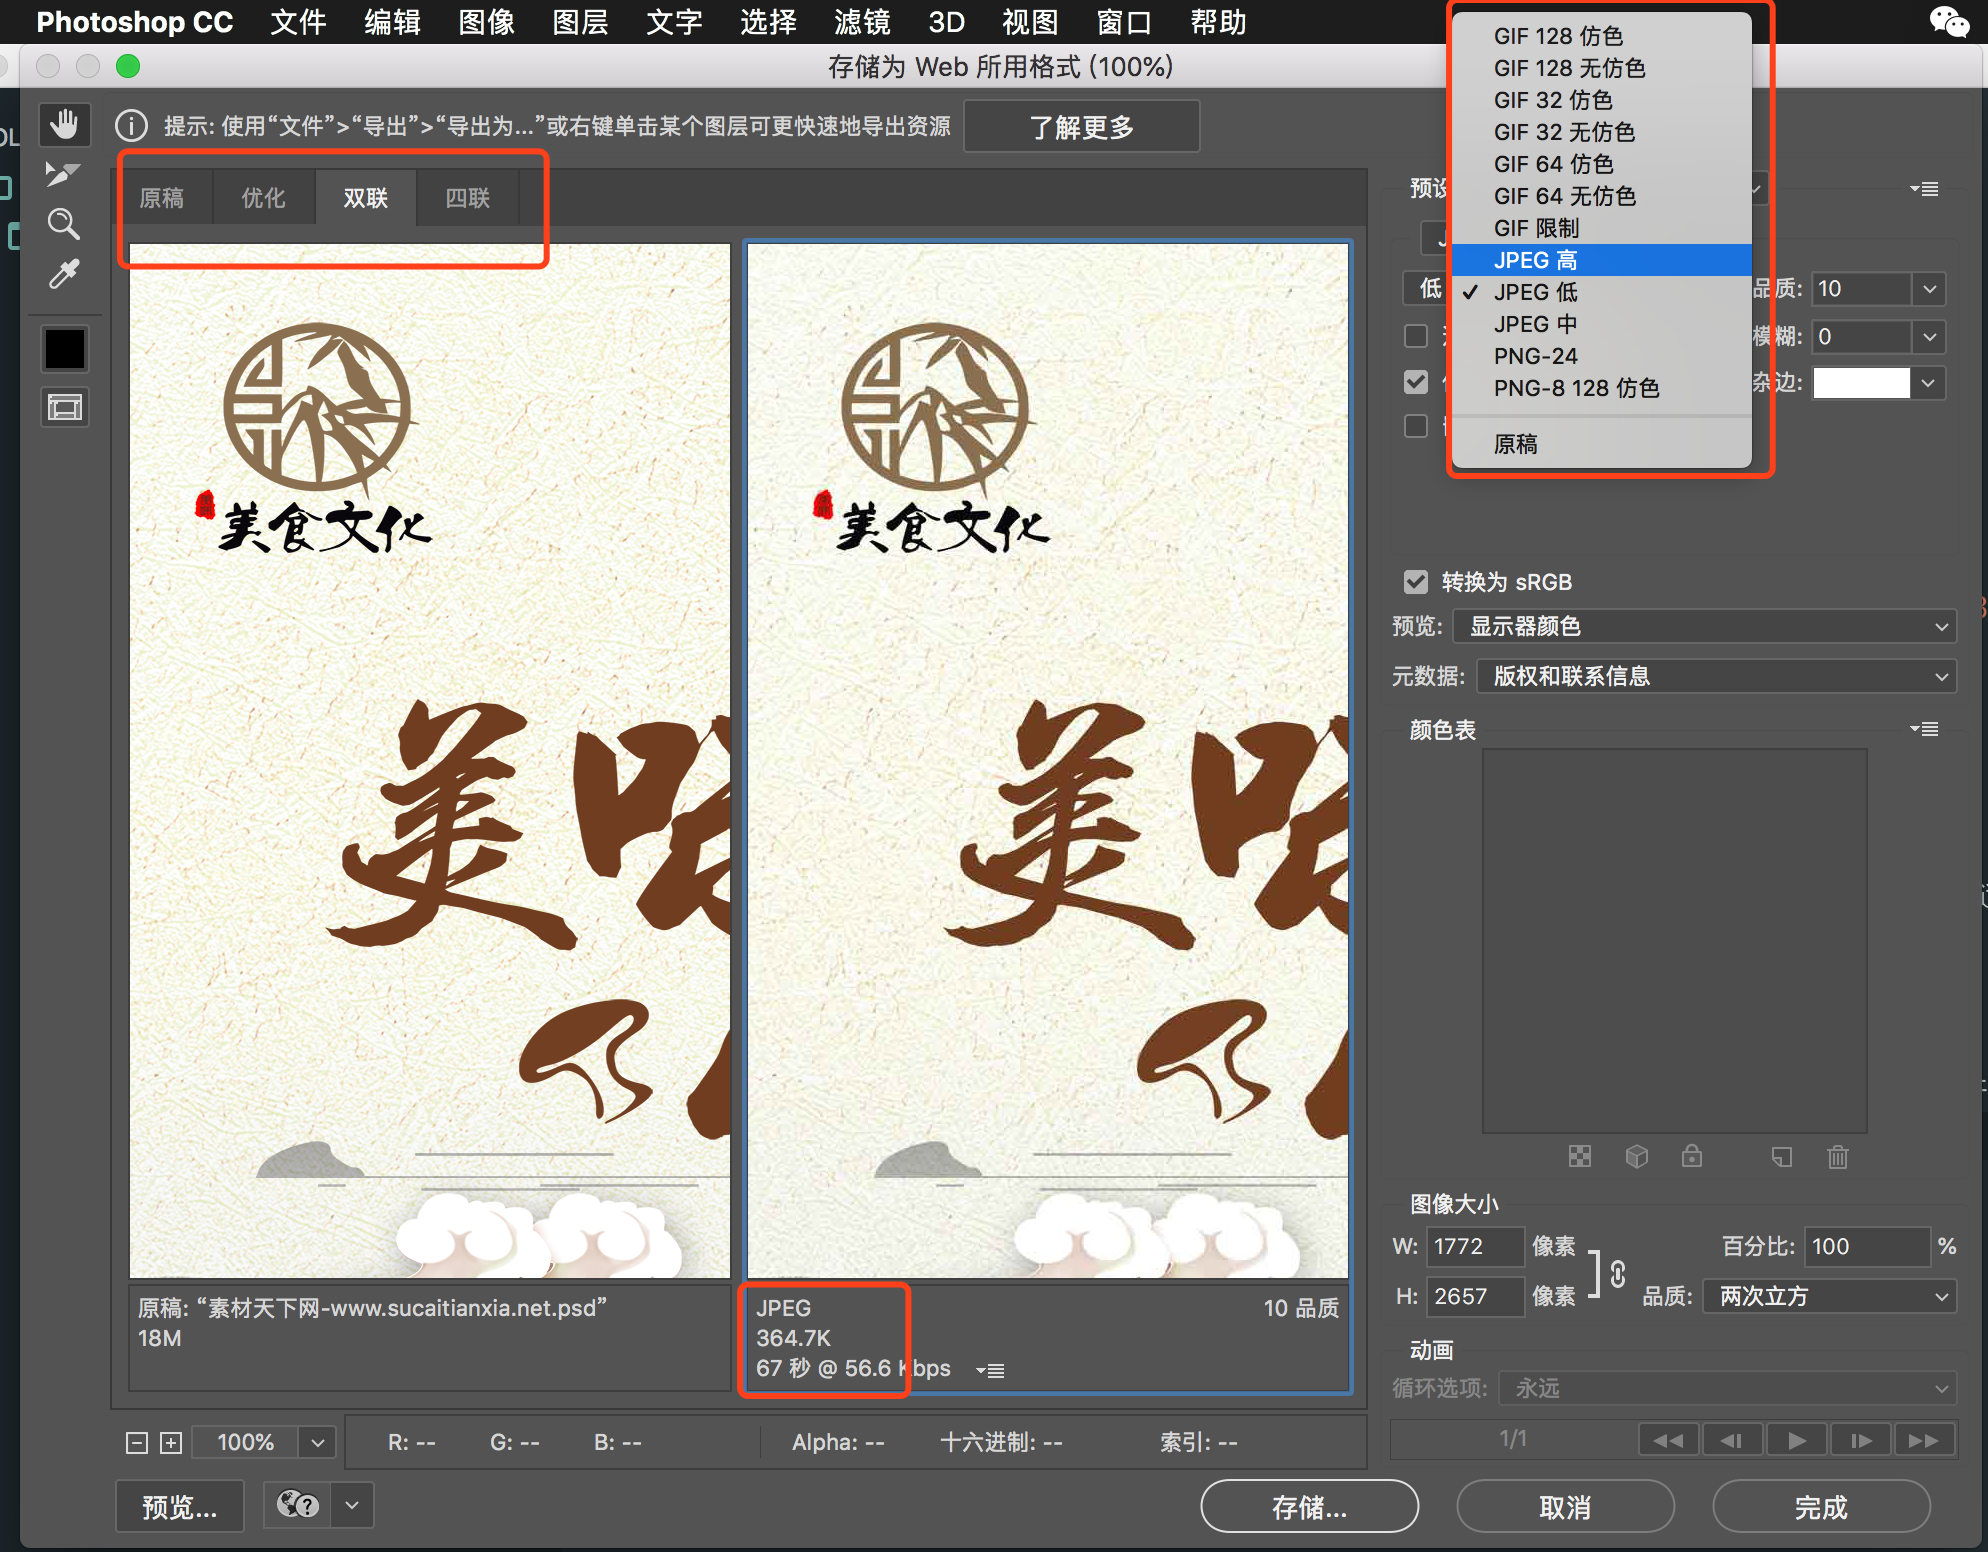 Photoshop CC 文件 编辑 图像 图层 文字 选择 滤镜 3D 视图 窗口 帮助
存储为 Web 所用格式 (100%)
提示: 使用“文件”>“导出”>“导出为...”或右键单击某个图层可更快速地导出资源
了解更多
原稿 优化 双联 四联
美食文化
美食文化
美味
美味
原稿: “素材天下网-www.sucaitianxia.net.psd”
18M
JPEG
10 品质
364.7K
67 秒 @ 56.6 Kbps
100%
R: --
G: --
B: --
Alpha: --
十六进制: --
索引: --
预览...
存储...
取消
完成
GIF 128 仿色
GIF 128 无仿色
GIF 32 仿色
GIF 32 无仿色
GIF 64 仿色
GIF 64 无仿色
GIF 限制
JPEG 高
JPEG 低
JPEG 中
PNG-24
PNG-8 128 仿色
原稿
预设
低
品质: 10
模糊: 0
杂边:
转换为 sRGB
预览: 显示器颜色
元数据: 版权和联系信息
颜色表
图像大小
W: 1772 像素
百分比: 100 %
H: 2657 像素
品质: 两次立方
动画
循环选项: 永远
1/1